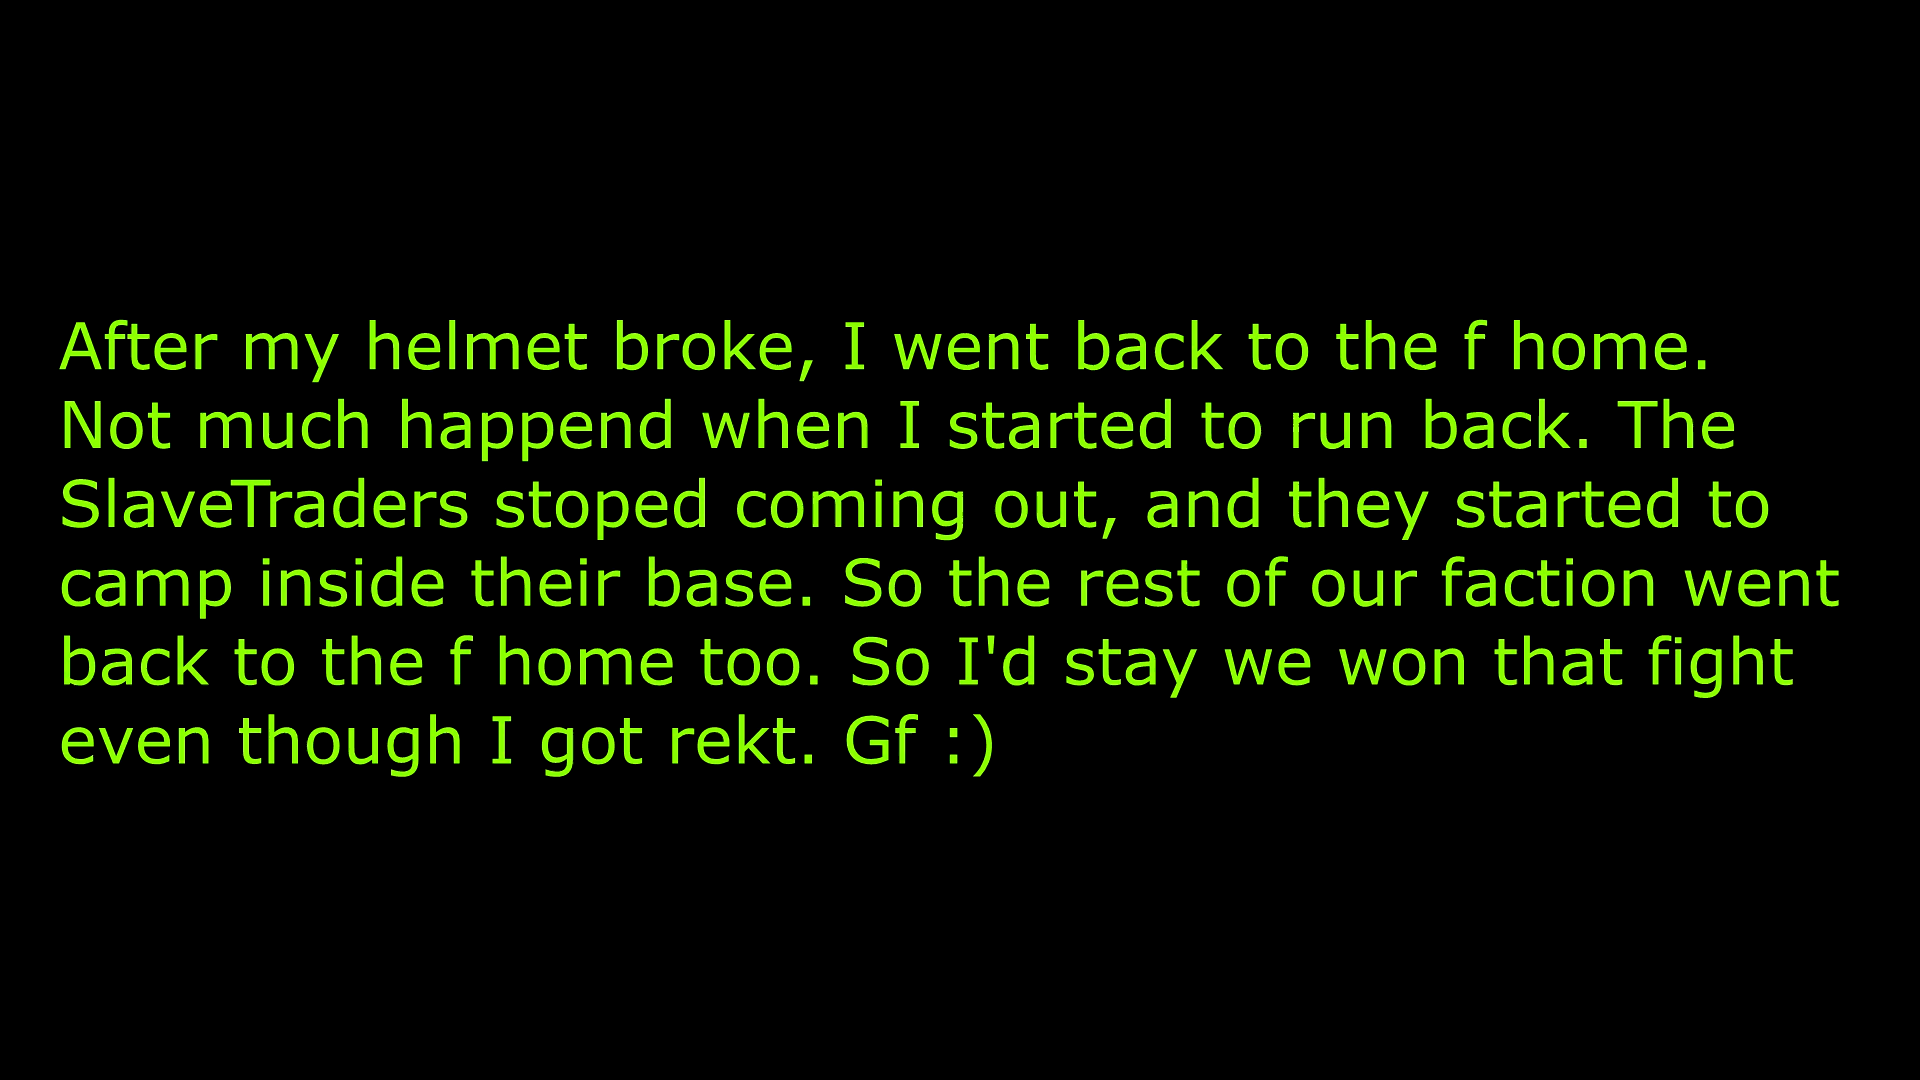 After my helmet broke, I went back to the f home.
Not much happend when I started to run back. The
SlaveTraders stoped coming out, and they started to
camp inside their base. So the rest of our faction went
back to the f home too. So I'd stay we won that fight
even though I got rekt. Gf :)